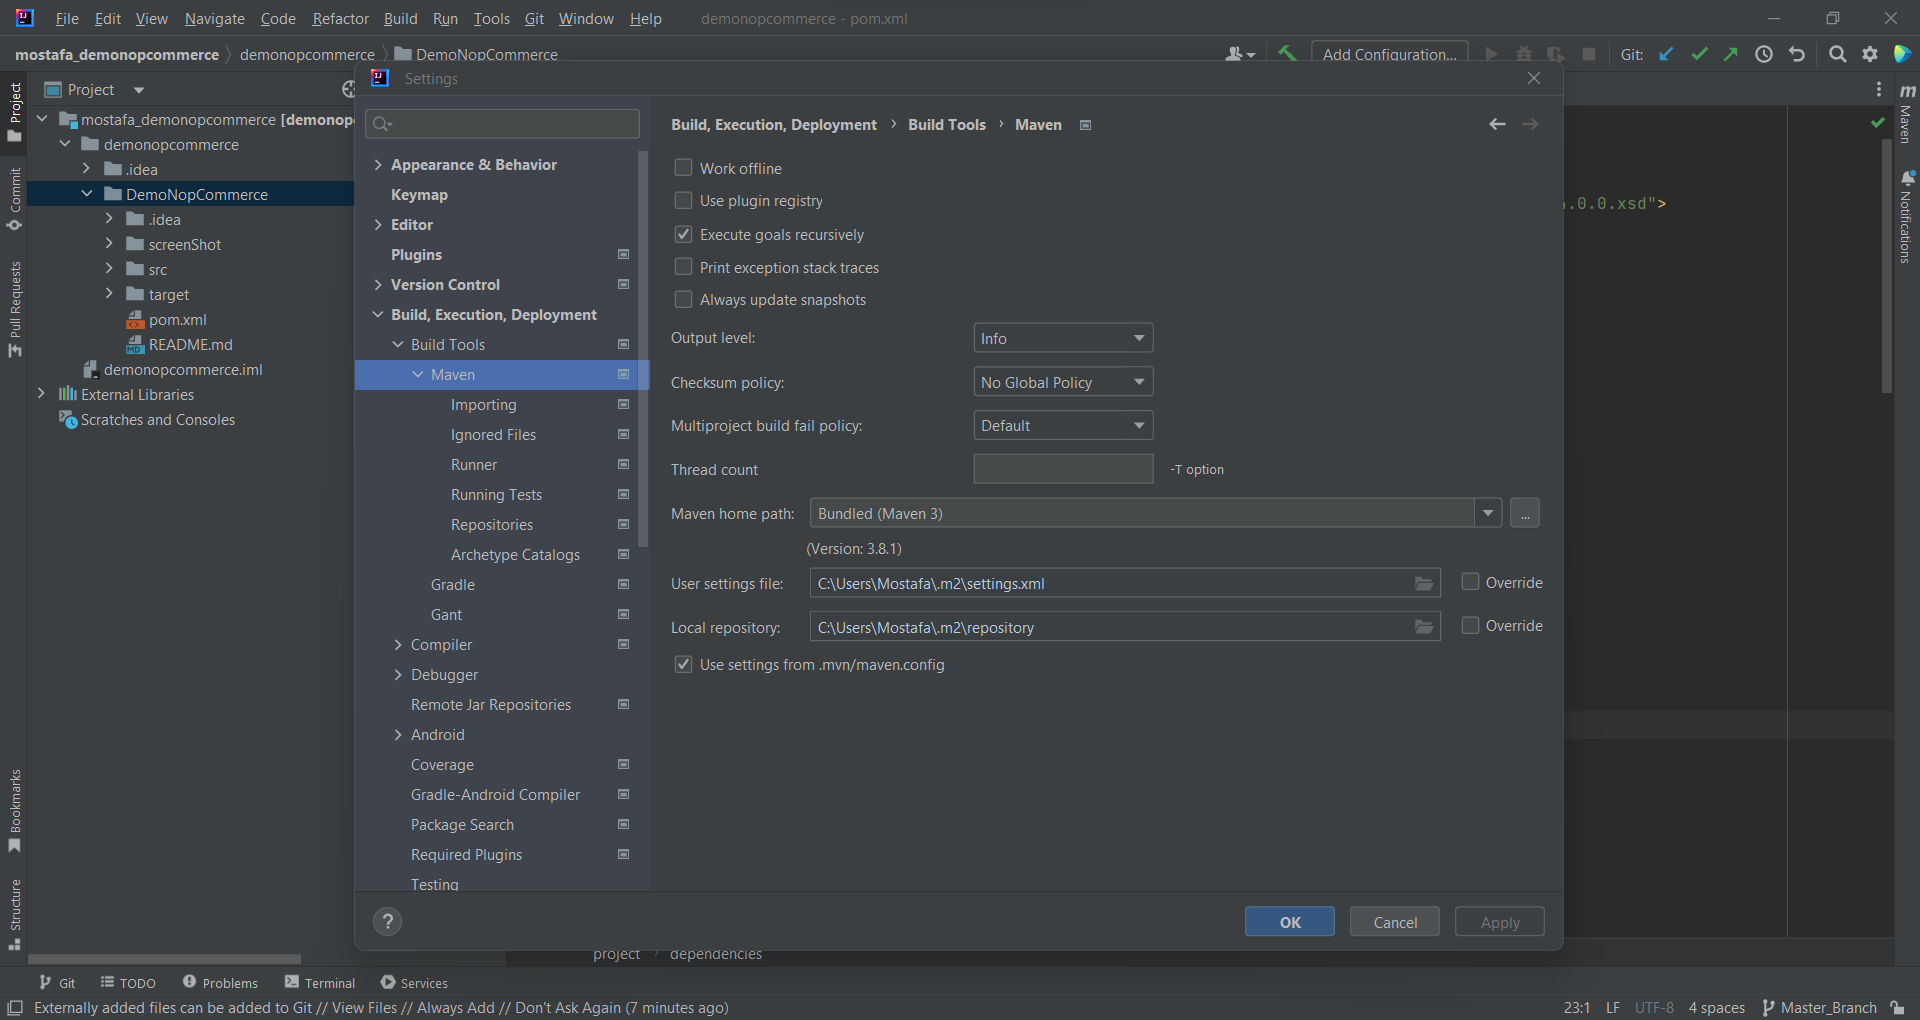 File Edit View Navigate Code Refactor Build Run Tools Git Window Help demonopcommerce - pom.xml
mostafa_demonopcommerce demonopcommerce DemoNopCommerce Add Configuration... Git:
Project
Settings
Project
Commit
Pull Requests
Bookmarks
Structure
mostafa_demonopcommerce [demonop
demonopcommerce
.idea
DemoNopCommerce
.idea
screenShot
src
target
pom.xml
README.md
demonopcommerce.iml
External Libraries
Scratches and Consoles
Appearance & Behavior
Keymap
Editor
Plugins
Version Control
Build, Execution, Deployment
Build Tools
Maven
Importing
Ignored Files
Runner
Running Tests
Repositories
Archetype Catalogs
Gradle
Gant
Compiler
Debugger
Remote Jar Repositories
Android
Coverage
Gradle-Android Compiler
Package Search
Required Plugins
Testing
Build, Execution, Deployment › Build Tools › Maven
Work offline
Use plugin registry
Execute goals recursively
Print exception stack traces
Always update snapshots
Output level: Info
Checksum policy: No Global Policy
Multiproject build fail policy: Default
Thread count -T option
Maven home path: Bundled (Maven 3) ...
(Version: 3.8.1)
User settings file: C:\Users\Mostafa\.m2\settings.xml Override
Local repository: C:\Users\Mostafa\.m2\repository Override
Use settings from .mvn/maven.config
? OK Cancel Apply
.0.0.xsd">
m Maven
Notifications
project › dependencies
Git TODO Problems Terminal Services
Externally added files can be added to Git // View Files // Always Add // Don't Ask Again (7 minutes ago) 23:1 LF UTF-8 4 spaces Master_Branch